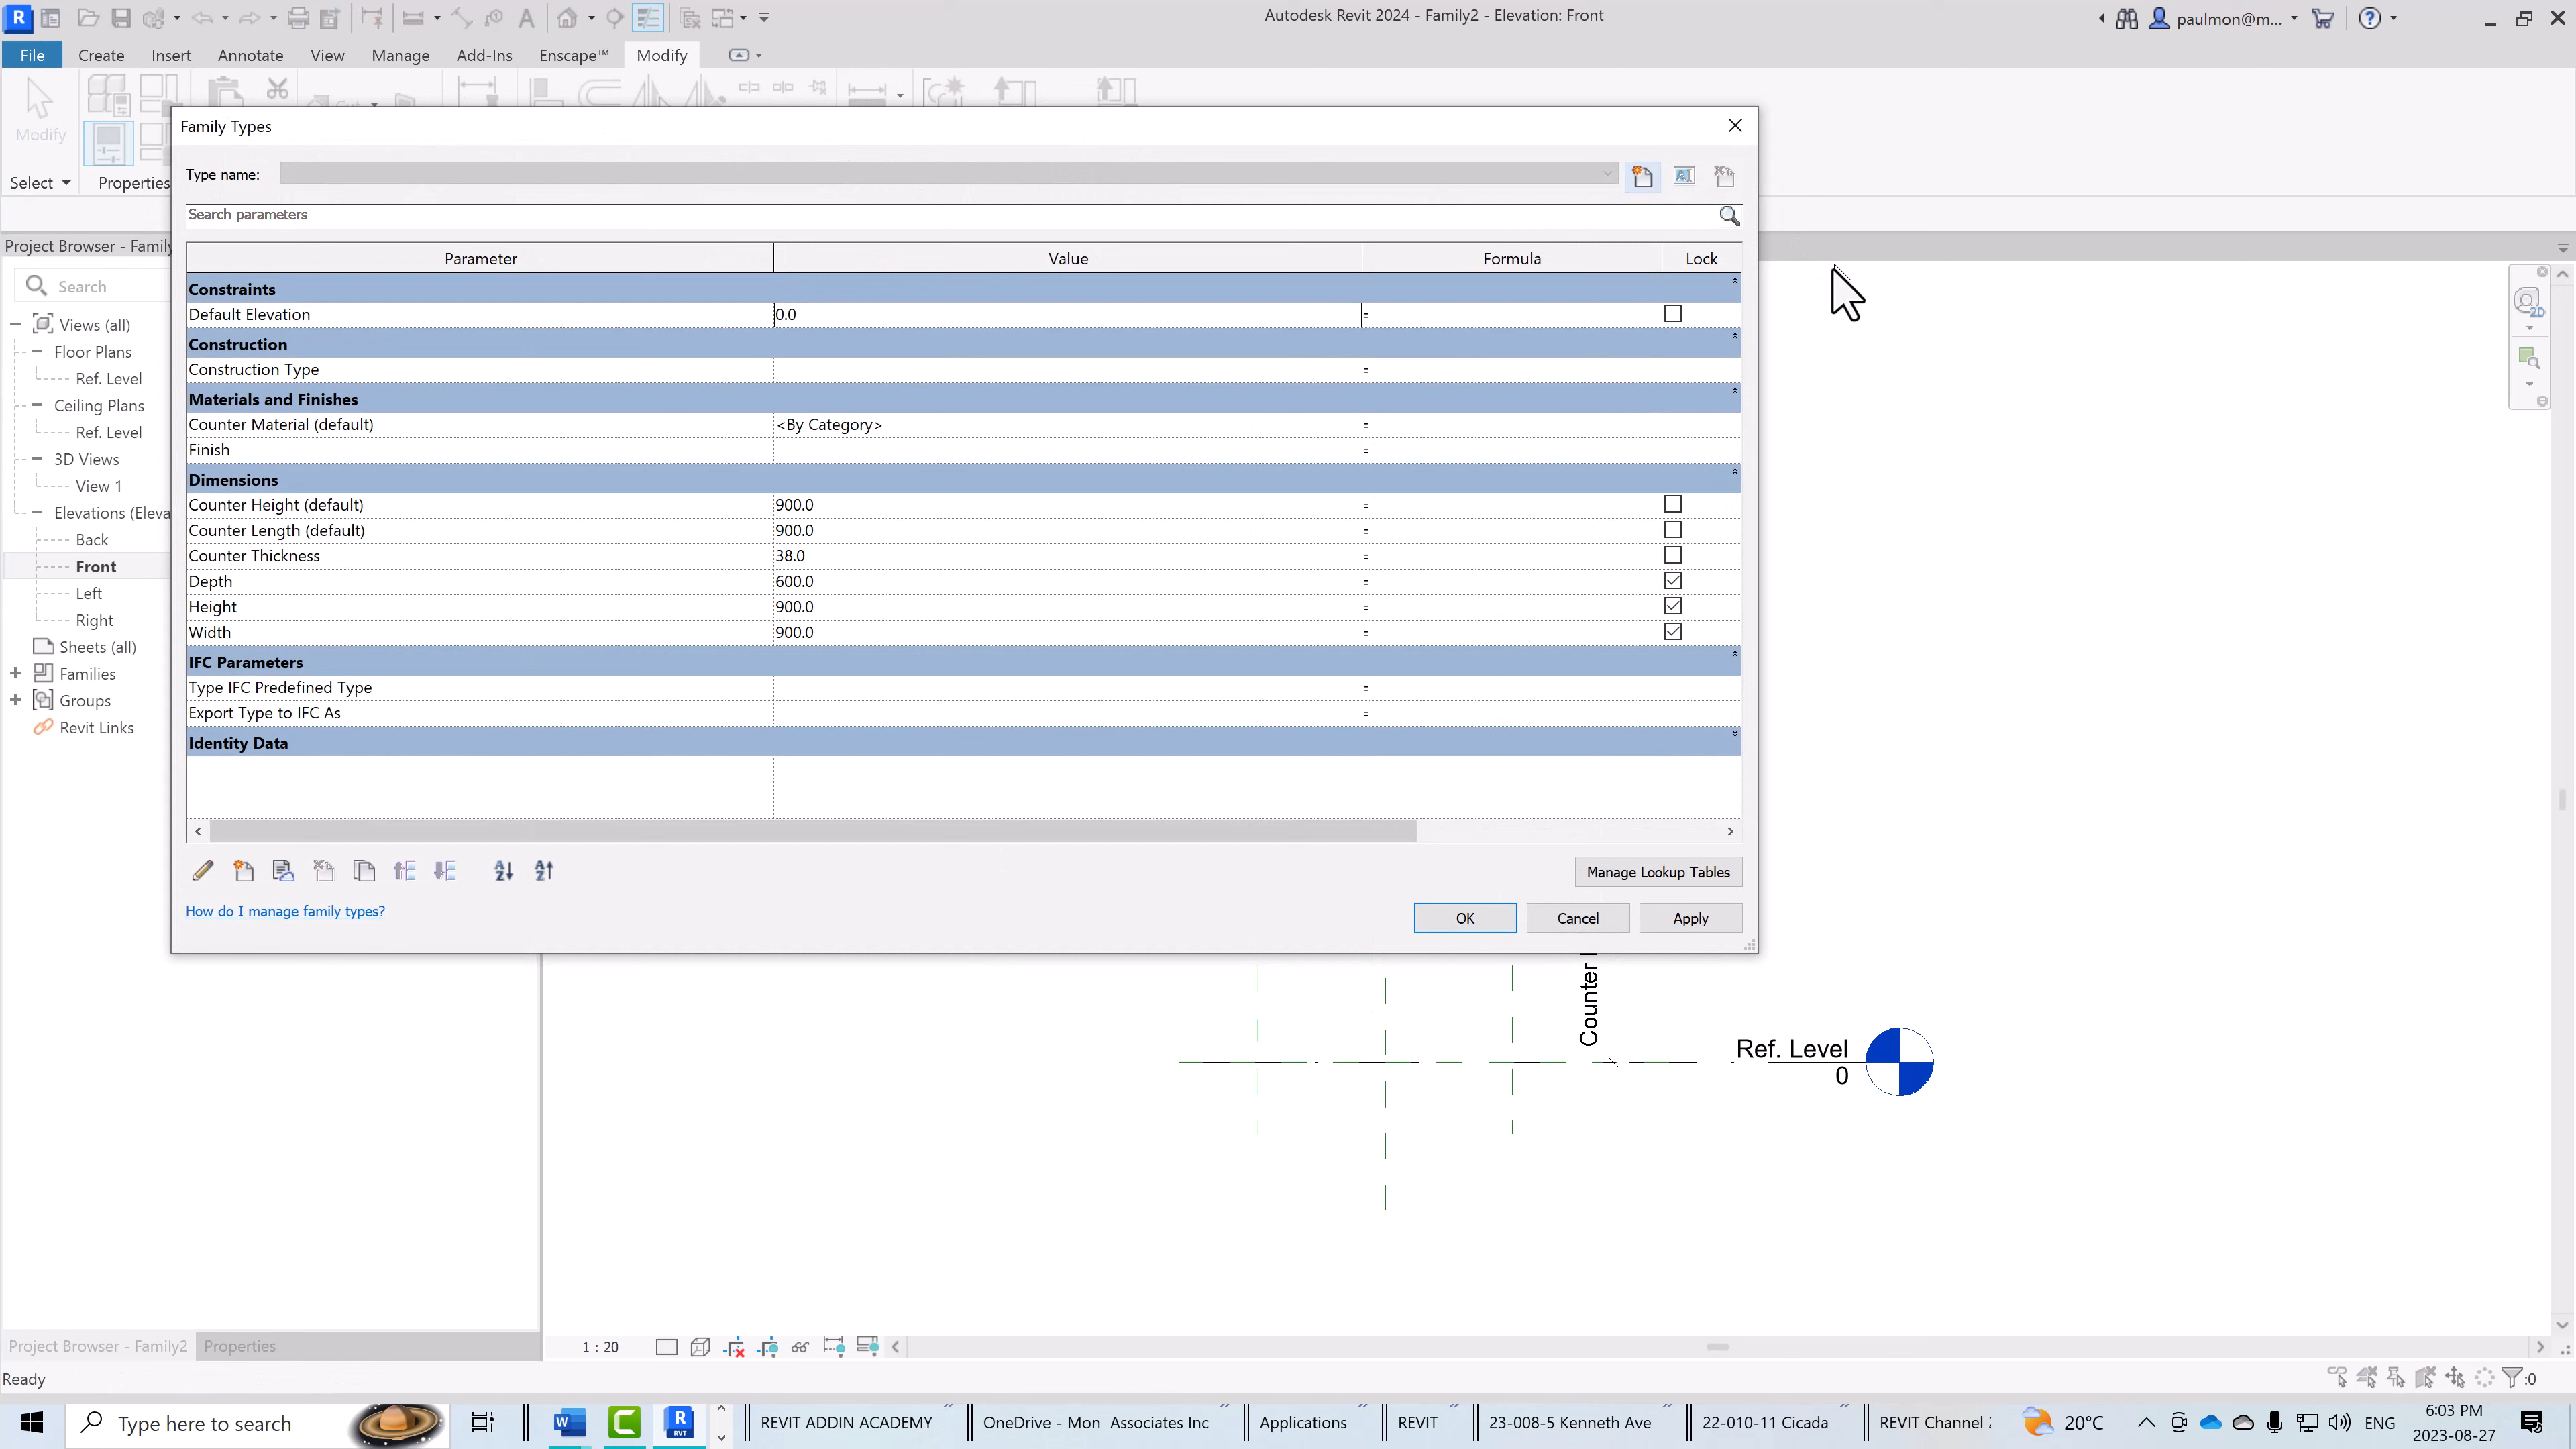 Autodesk Revit 2024 - Family2 - Elevation: Front
paulmon@m...
File Create Insert Annotate View Manage Add-Ins Enscape™ Modify
Modify
Select Properties
Family Types
Type name:
Search parameters
Parameter Value Formula Lock
Constraints
Default Elevation 0.0 =
Construction
Construction Type =
Materials and Finishes
Counter Material (default) <By Category> =
Finish =
Dimensions
Counter Height (default) 900.0 =
Counter Length (default) 900.0 =
Counter Thickness 38.0 =
Depth 600.0 =
Height 900.0 =
Width 900.0 =
IFC Parameters
Type IFC Predefined Type =
Export Type to IFC As =
Identity Data
Manage Lookup Tables
How do I manage family types?
OK Cancel Apply
Project Browser - Family
Search
Views (all)
Floor Plans
Ref. Level
Ceiling Plans
Ref. Level
3D Views
View 1
Elevations (Eleva
Back
Front
Left
Right
Sheets (all)
Families
Groups
Revit Links
2D
Counter
Ref. Level
0
Project Browser - Family2 Properties
1 : 20
Ready
:0
Type here to search
REVIT ADDIN ACADEMY
OneDrive - Mon Associates Inc
Applications
REVIT
23-008-5 Kenneth Ave
22-010-11 Cicada
REVIT Channel
20°C
ENG
6:03 PM
2023-08-27